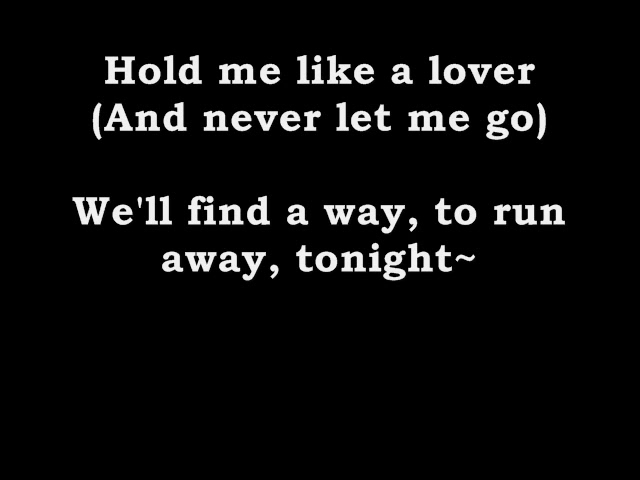 Hold me like a lover
(And never let me go)
We'll find a way, to run
away, tonight~